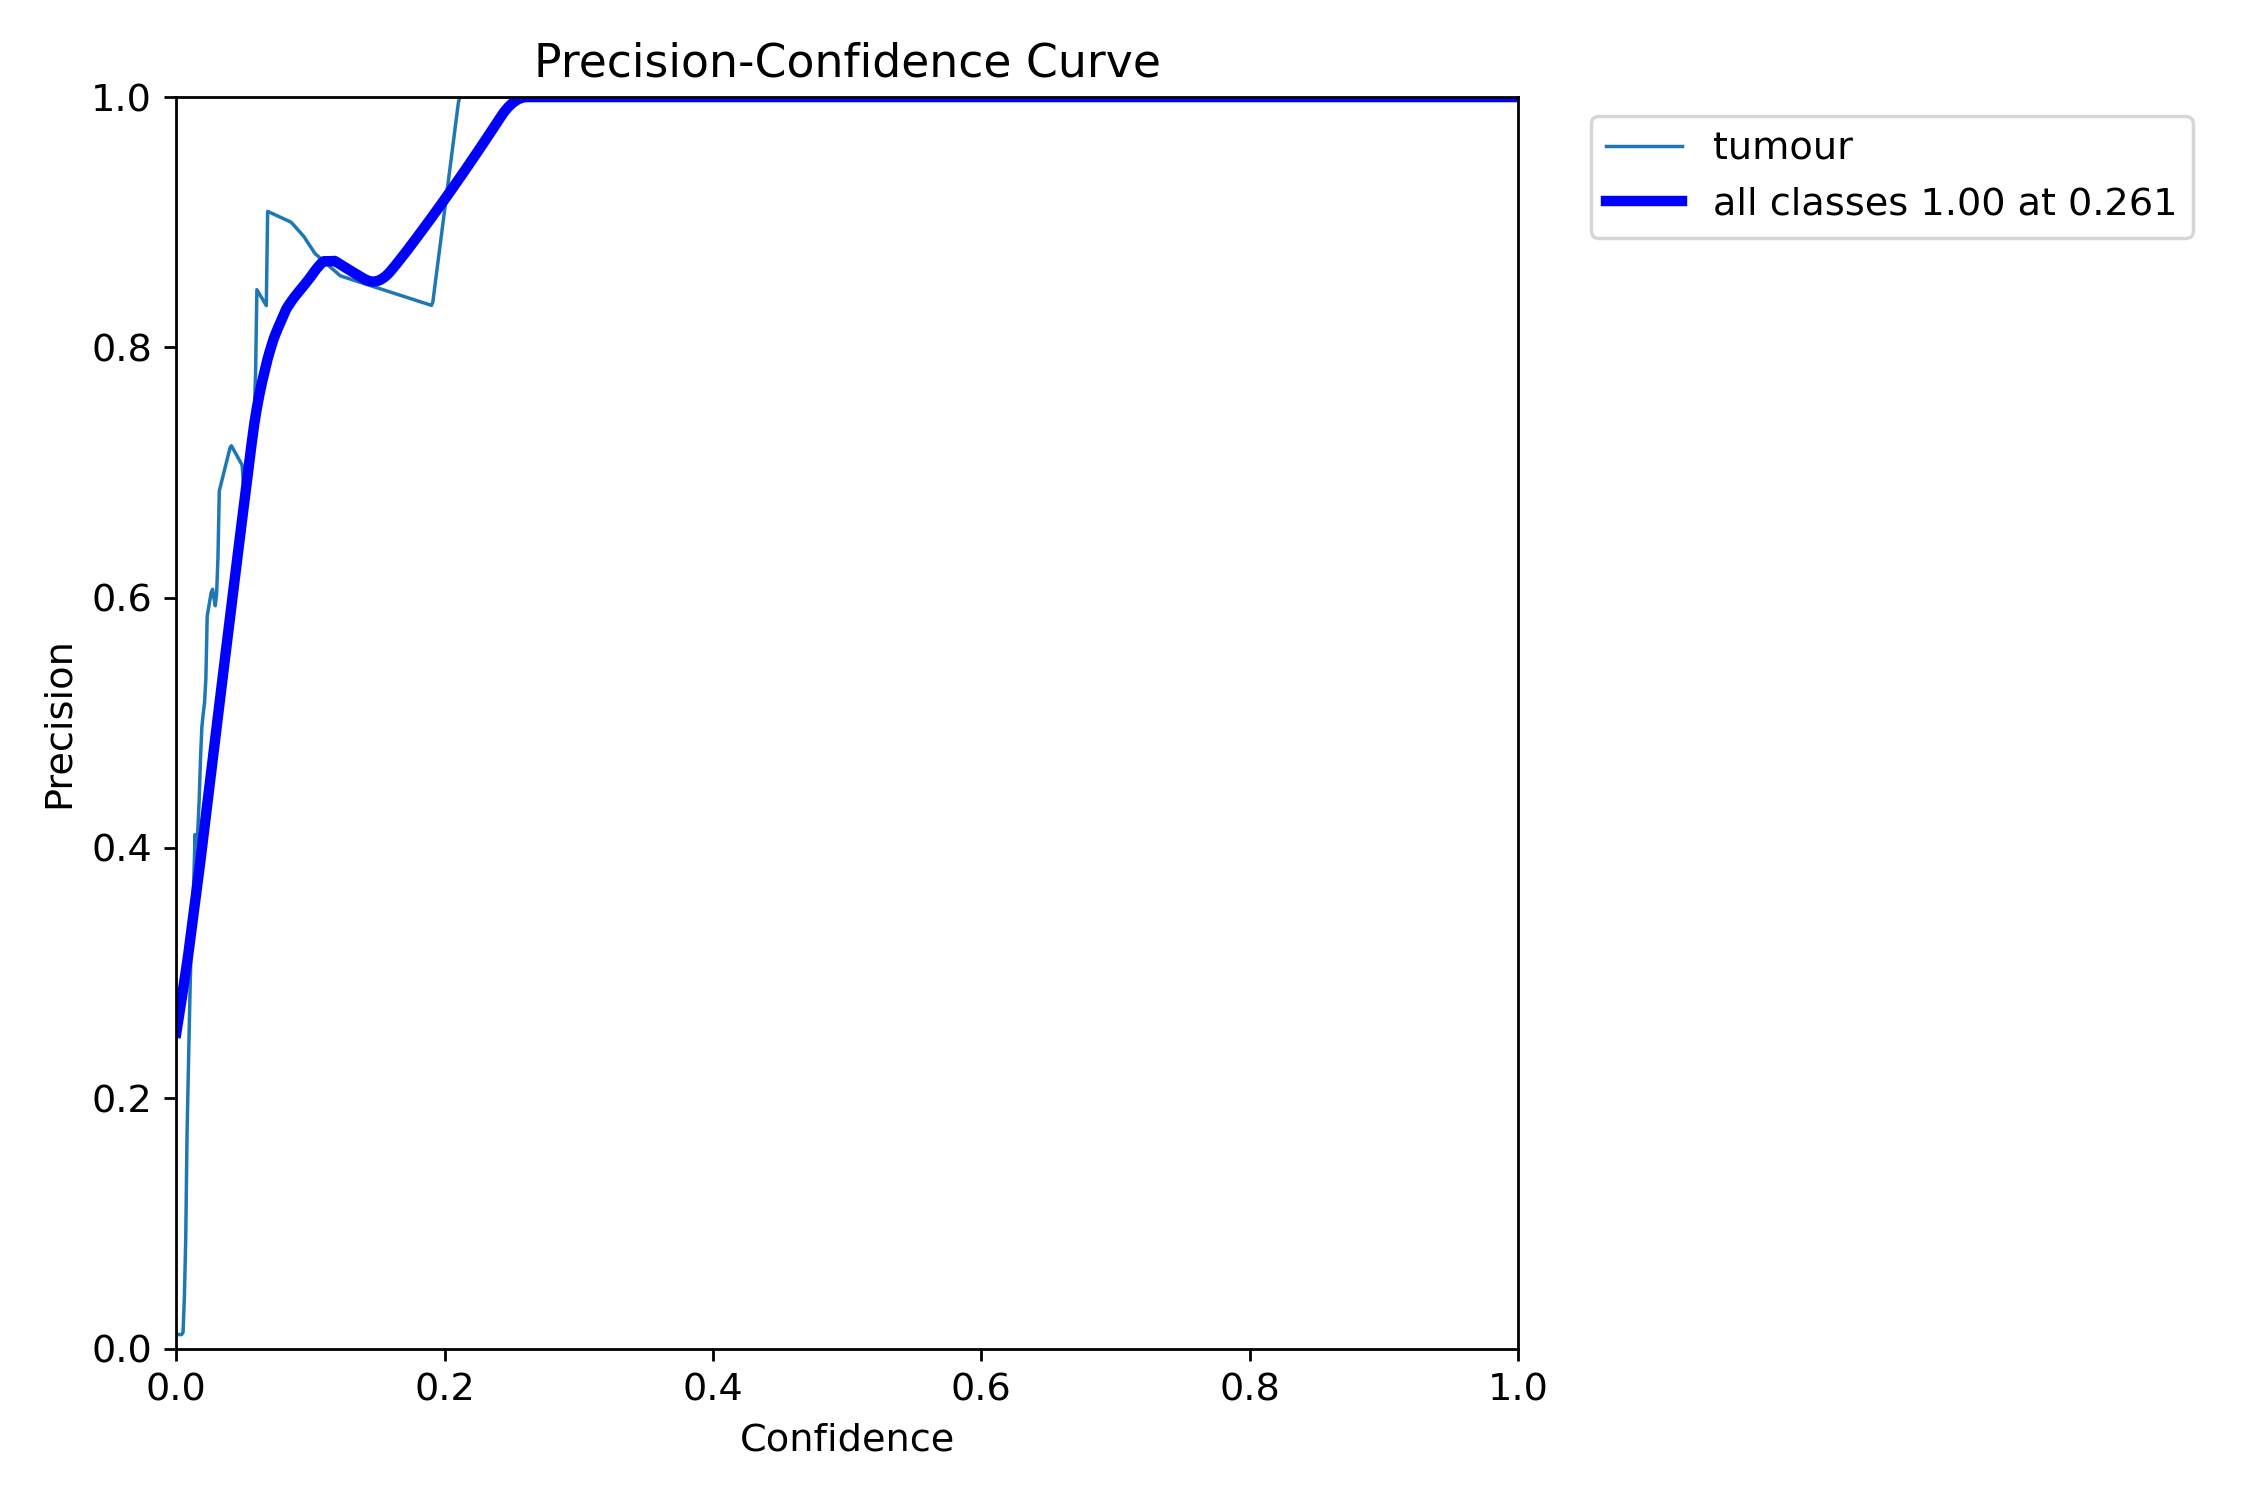 Precision-Confidence Curve
1.0
0.8
0.6
0.4
0.2
0.0
Precision
0.0 0.2 0.4 0.6 0.8 1.0
Confidence
tumour
all classes 1.00 at 0.261